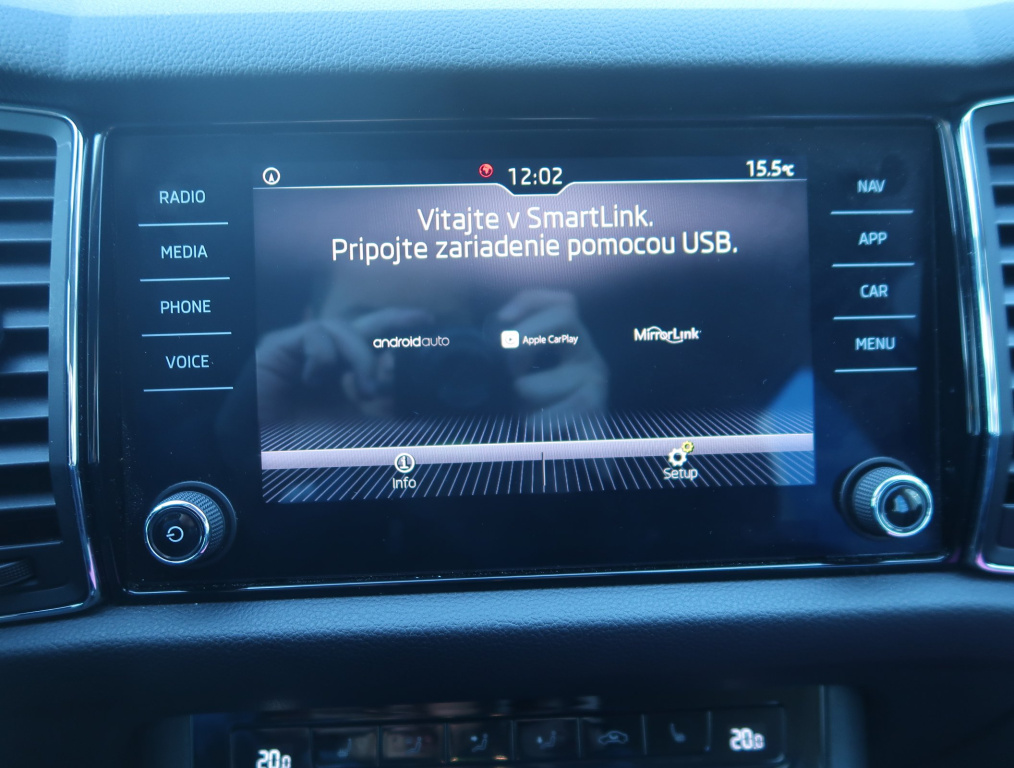 12:02
15.5°C
RADIO
MEDIA
PHONE
VOICE
Vitajte v SmartLink.
Pripojte zariadenie pomocou USB.
androidauto
Apple CarPlay
MirrorLink
Info
Setup
NAV
APP
CAR
MENU
20.0
20.0